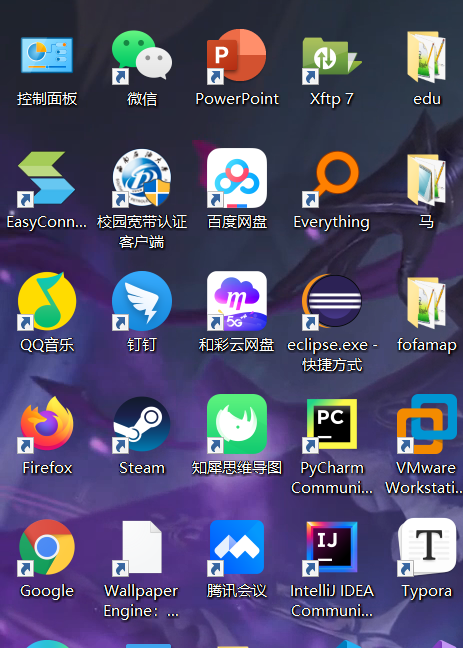 控制面板
微信
PowerPoint
Xftp 7
edu
EasyConn...
校园宽带认证
客户端
百度网盘
Everything
马
QQ音乐
钉钉
和彩云网盘
eclipse.exe -
快捷方式
fofamap
Firefox
Steam
知犀思维导图
PyCharm
Communi...
VMware
Workstati...
Google
Wallpaper
Engine：...
腾讯会议
IntelliJ IDEA
Communi...
Typora
P
m
5G
PC
IJ
T